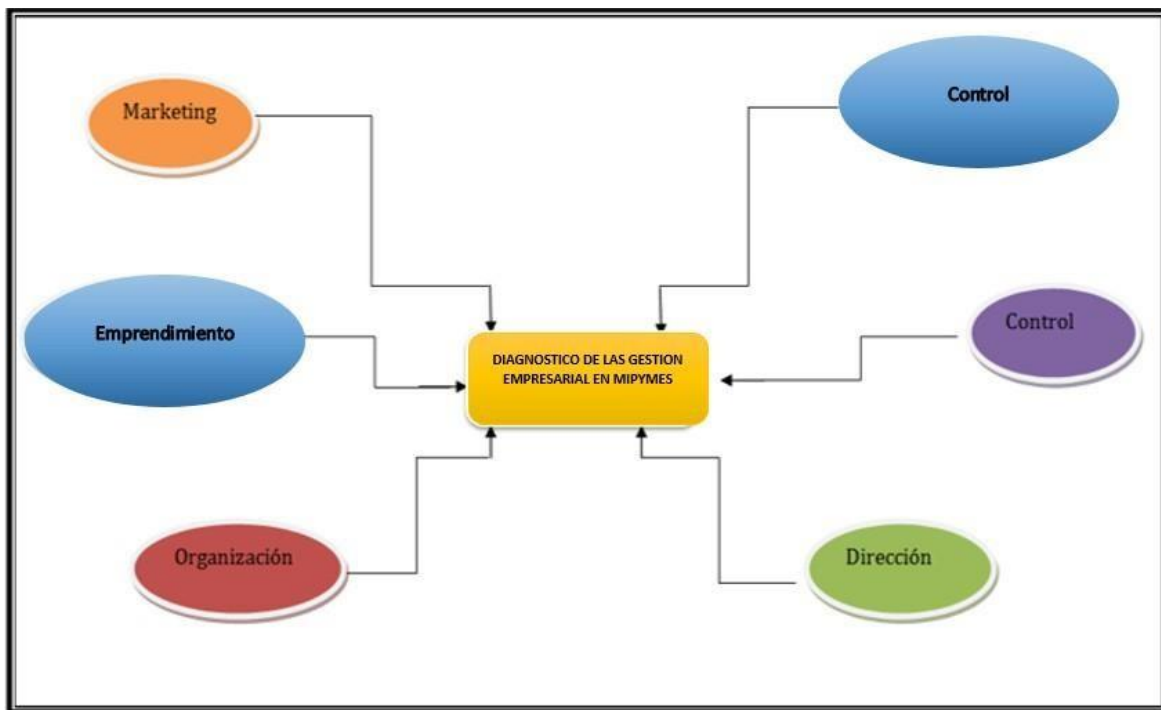 Marketing
Control
Emprendimiento
Control
DIAGNOSTICO DE LAS GESTION
EMPRESARIAL EN MIPYMES
Organización
Dirección